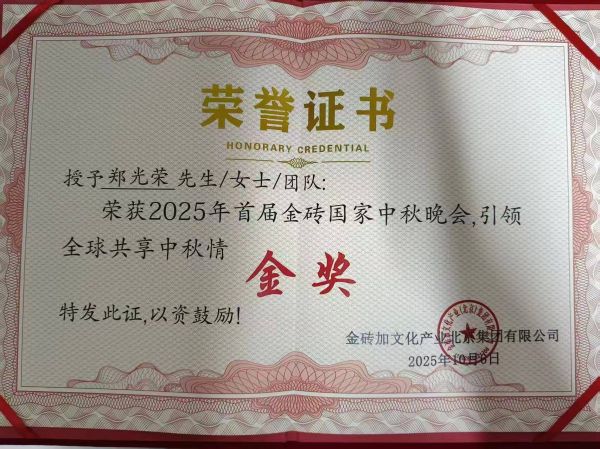 荣誉证书
HONORARY CREDENTIAL
授予郑光荣先生/女士/团队:
荣获2025年首届金砖国家中秋晚会,引领
全球共享中秋情
金奖
特发此证,以资鼓励!
金砖加文化产业北京集团有限公司
2025年10月6日